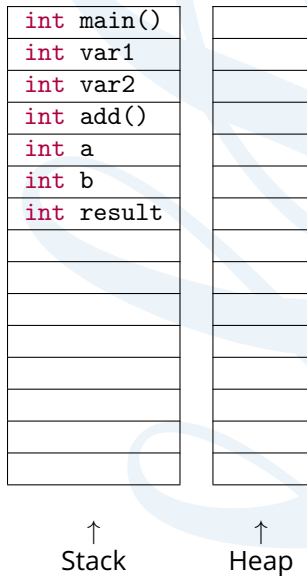 int main()
int var1
int var2
int add()
int a
int b
int result
↑ ↑
Stack Heap